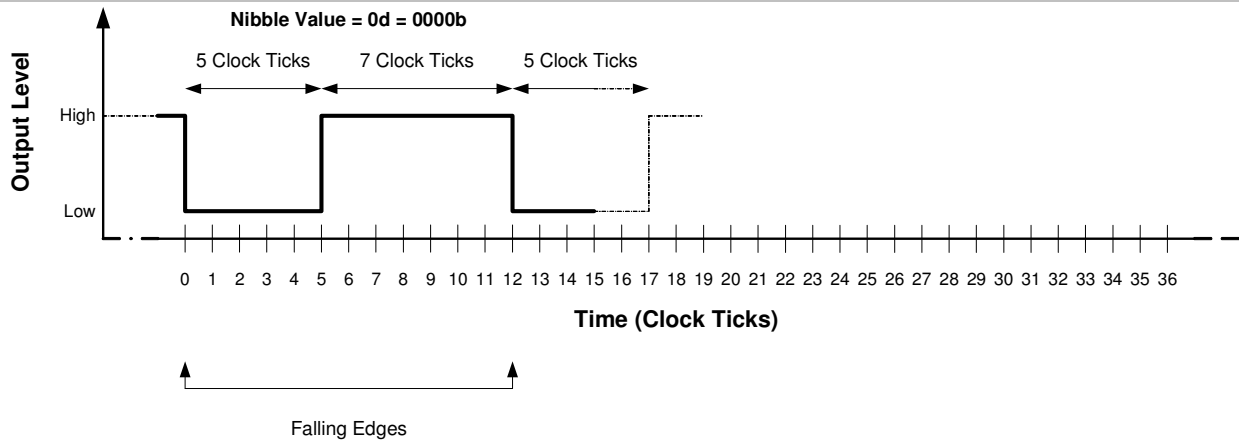 Nibble Value = 0d = 0000b
5 Clock Ticks 7 Clock Ticks 5 Clock Ticks
Output Level
High
Low
0 1 2 3 4 5 6 7 8 9 10 11 12 13 14 15 16 17 18 19 20 21 22 23 24 25 26 27 28 29 30 31 32 33 34 35 36
Time (Clock Ticks)
Falling Edges